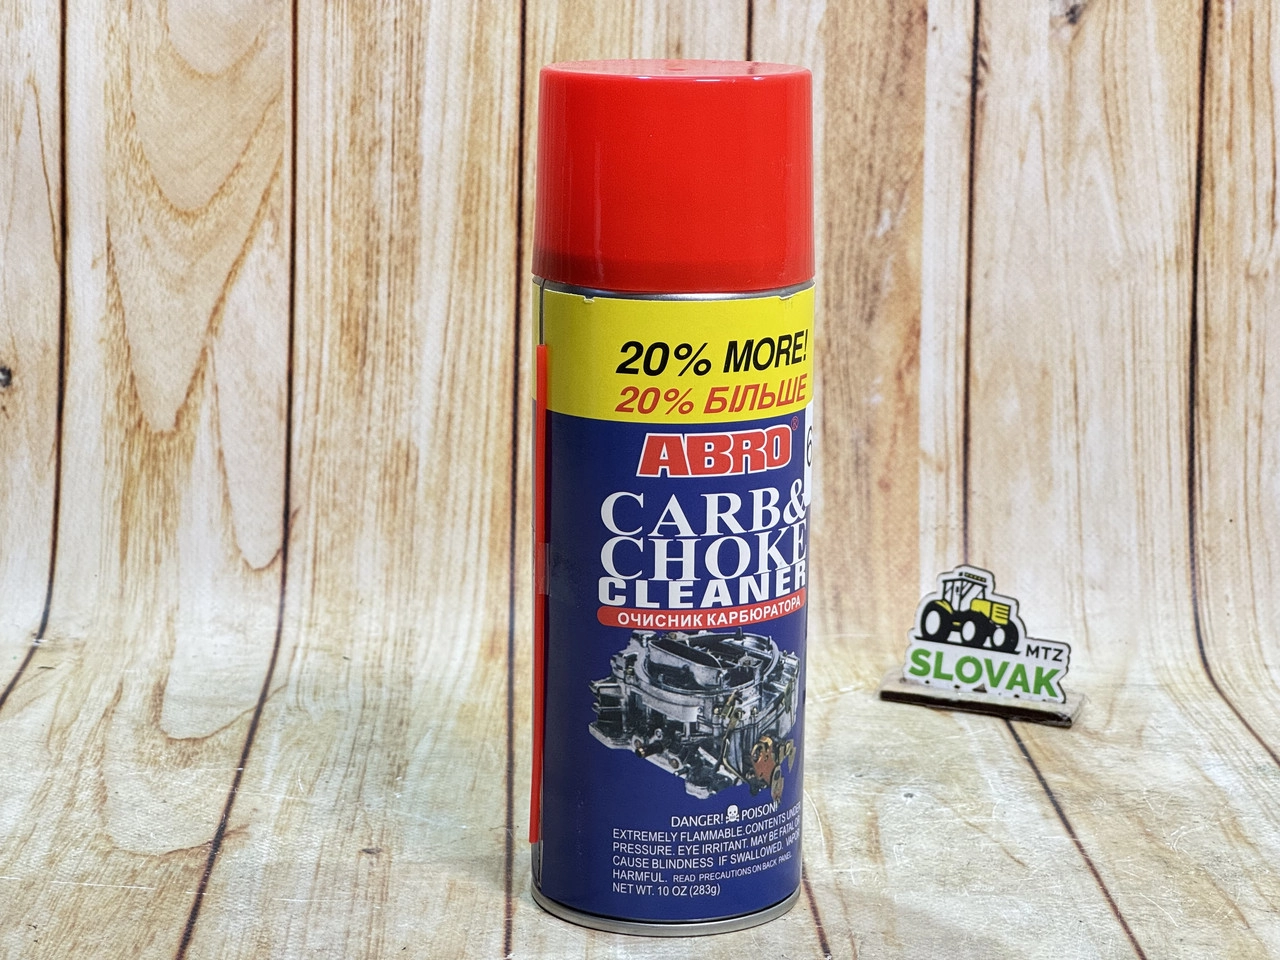 20% MORE!
20% БІЛЬШЕ
ABRO®
CARB&
CHOKE
CLEANER
ОЧИСНИК КАРБЮРАТОРА
DANGER! POISON!
EXTREMELY FLAMMABLE.CONTENTS UNDER
PRESSURE. EYE IRRITANT. MAY BE FATAL OR
CAUSE BLINDNESS IF SWALLOWED. VAPOR
HARMFUL. READ PRECAUTIONS ON BACK PANEL
NET WT. 10 OZ (283g)
MTZ
SLOVAK